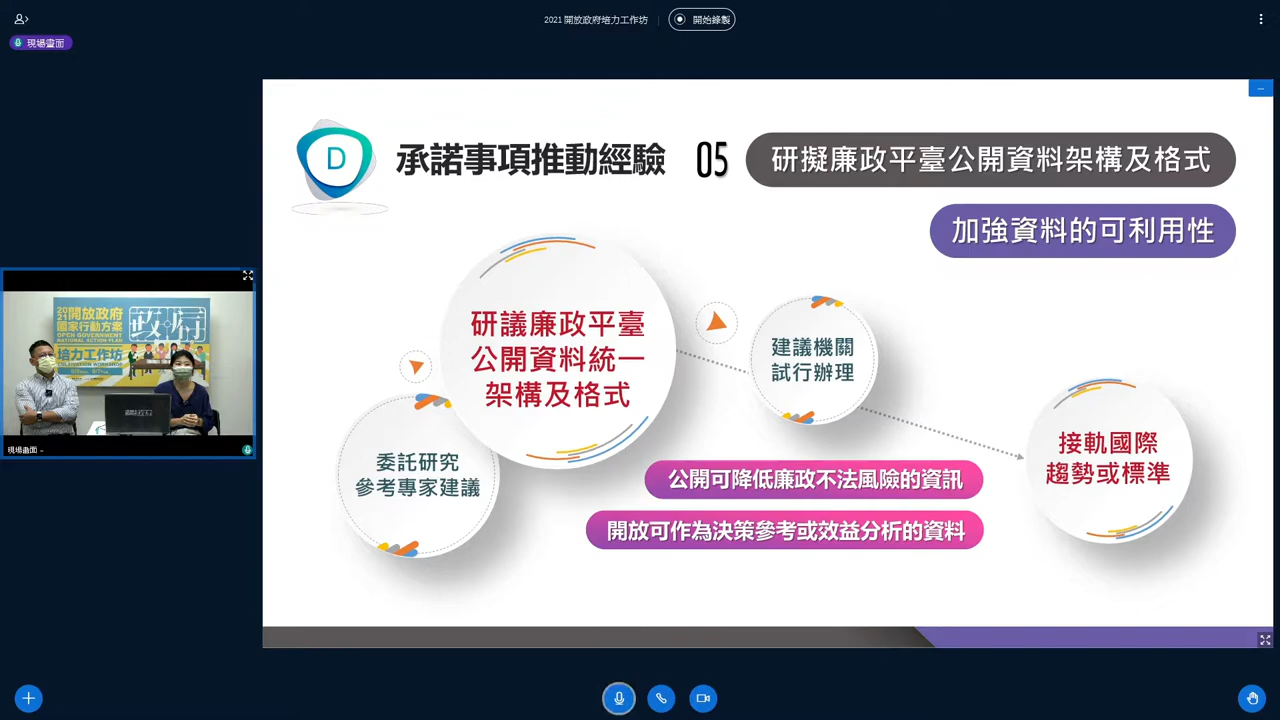 2021 開放政府培力工作坊
開始錄製
現場畫面
D
承諾事項推動經驗
05
研擬廉政平臺公開資料架構及格式
加強資料的可利用性
研議廉政平臺
公開資料統一
架構及格式
建議機關
試行辦理
委託研究
參考專家建議
接軌國際
趨勢或標準
公開可降低廉政不法風險的資訊
開放可作為決策參考或效益分析的資料
2021開放政府
國家行動方案
OPEN GOVERNMENT
NATIONAL ACTION PLAN
培力工作坊
現場畫面